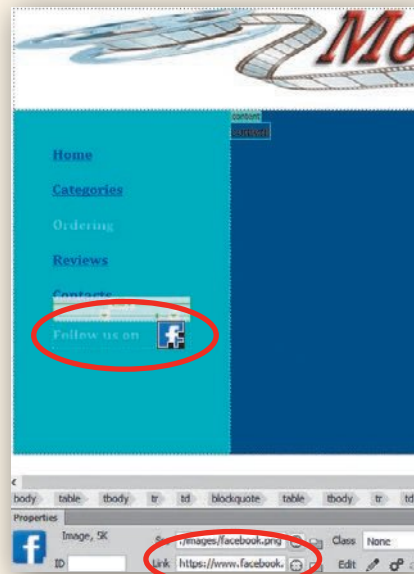 Mo
content
content
Home
Categories
Ordering
Reviews
Contacts
Follow us on
f
body table tbody tr td blockquote table tbody tr td
Properties
f Image, 5K Src /images/facebook.png Class None
ID Link https://www.facebook. Edit